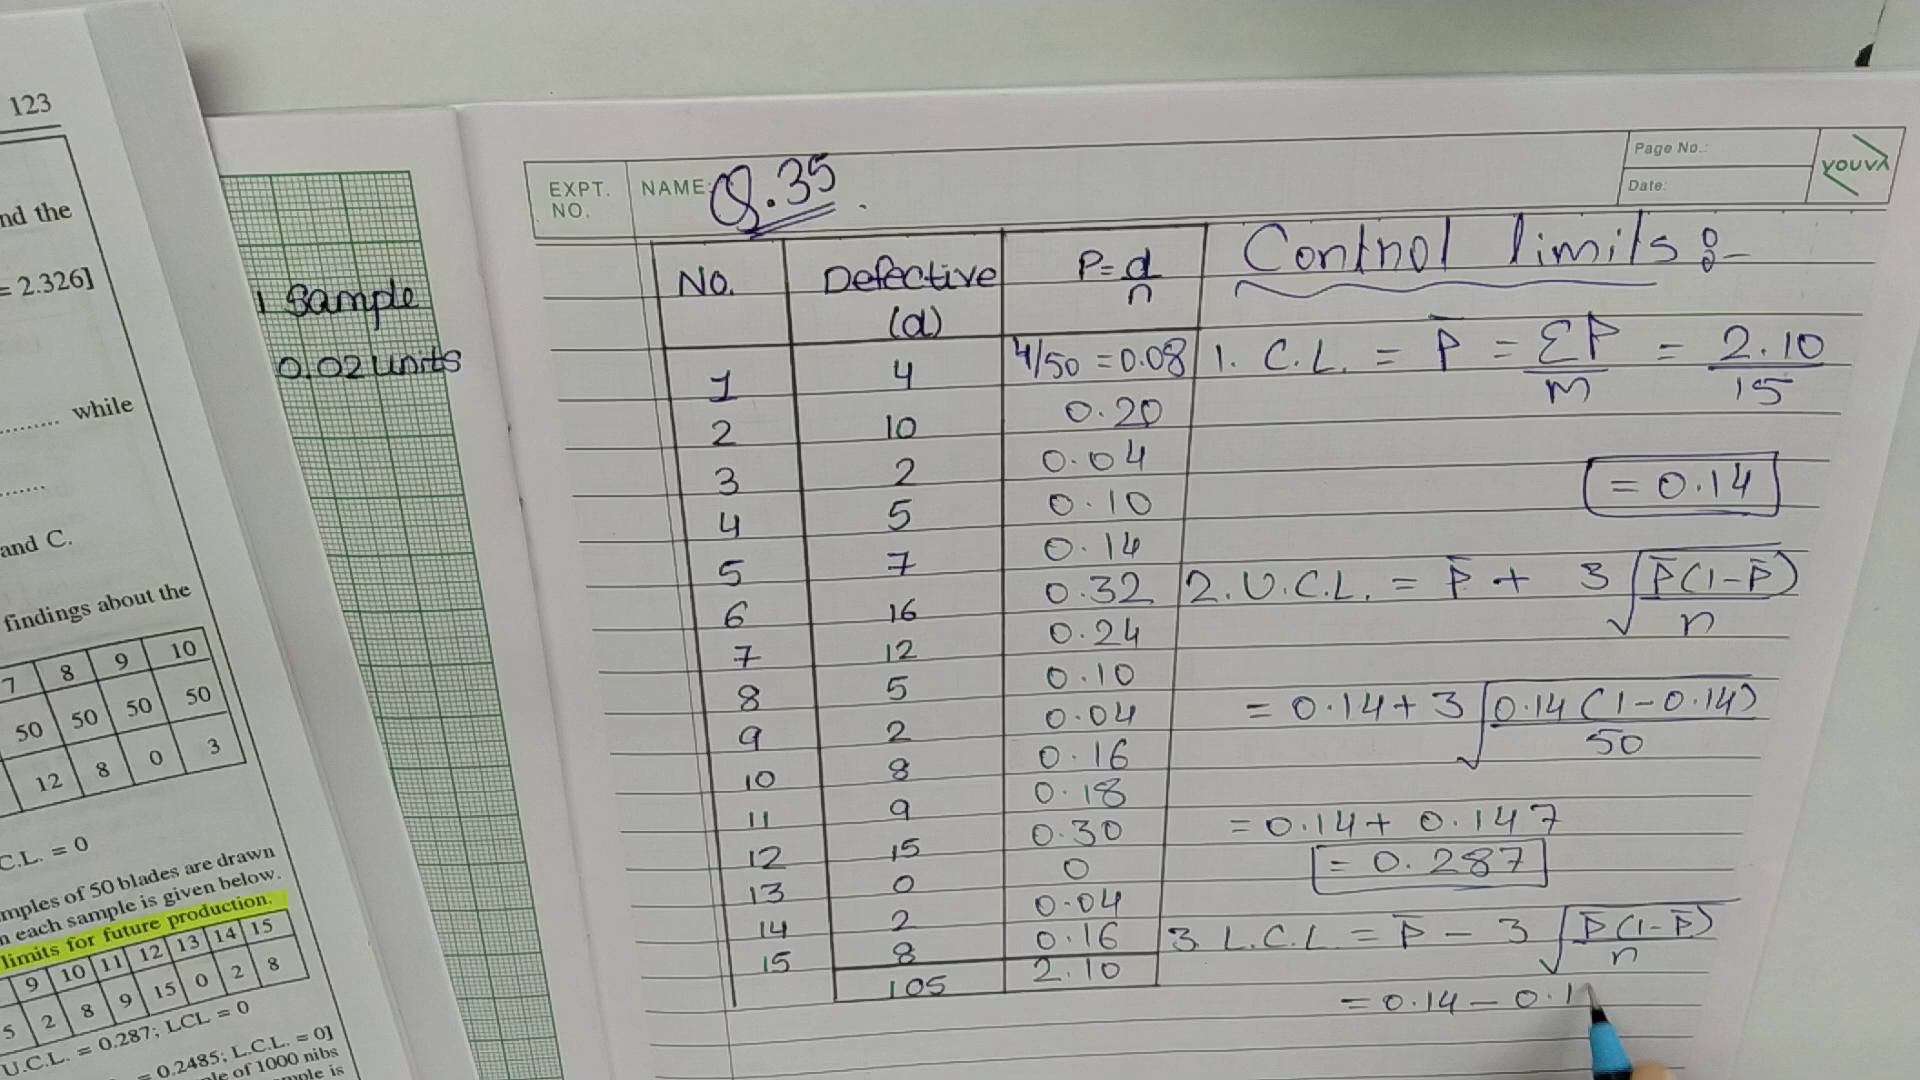 123
nd the
= 2.326]
......... while
.......
and C.
findings about the
7 8 9 10
50 50 50 50
12 8 0 3
C.L. = 0
mples of 50 blades are drawn
n each sample is given below.
limits for future production.
9 10 11 12 13 14 15
5 2 8 9 15 0 2 8
U.C.L. = 0.287; LCL = 0
= 0.2485; L.C.L. = 0]
le of 1000 nibs
mple is
1 Sample
0.02 units
EXPT. NO.
NAME: Q.35
Page No.:
Date:
YOUVA
No. Defective (d) P = d/n
1 4 4/50 = 0.08
2 10 0.20
3 2 0.04
4 5 0.10
5 7 0.14
6 16 0.32
7 12 0.24
8 5 0.10
9 2 0.04
10 8 0.16
11 9 0.18
12 15 0.30
13 0 0
14 2 0.04
15 8 0.16
105 2.10
Control limits :-
1. C.L. = P̄ = ΣP/m = 2.10/15
= 0.14
2. U.C.L. = P̄ + 3 √(P̄(1-P̄)/n)
= 0.14 + 3 √(0.14(1-0.14)/50)
= 0.14 + 0.147
= 0.287
3. L.C.L. = P̄ - 3 √(P̄(1-P̄)/n)
= 0.14 - 0.1